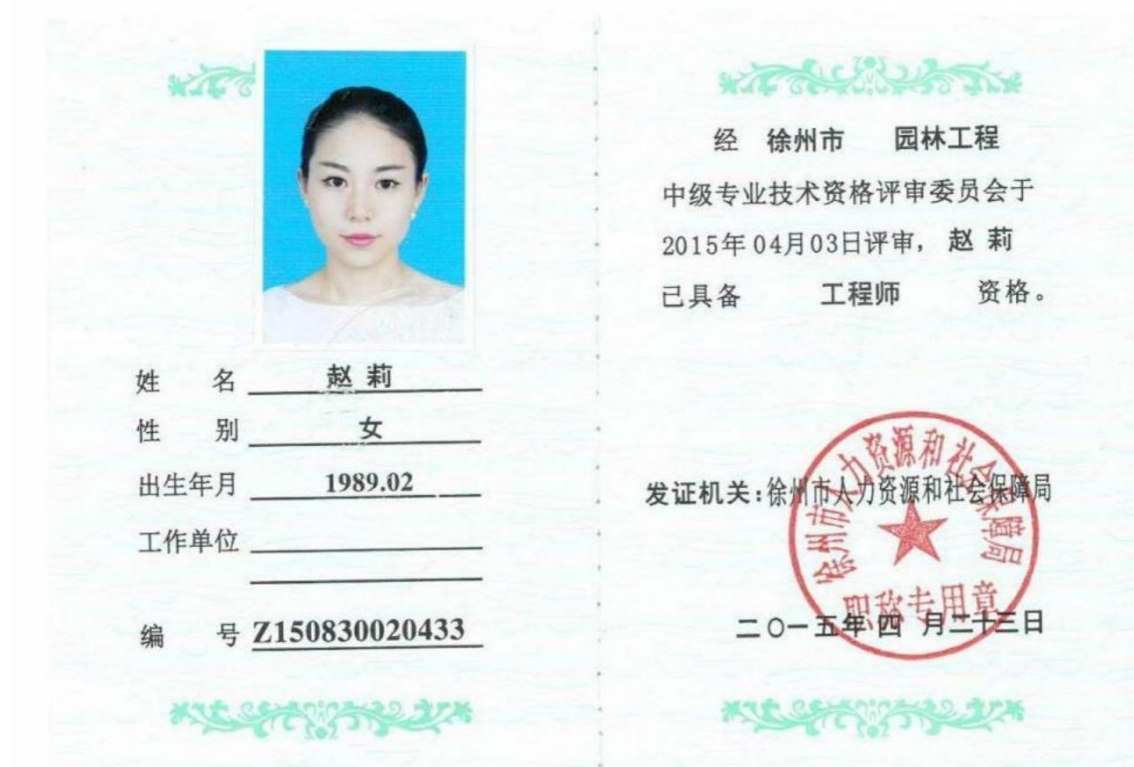 姓 名 赵 莉
性 别 女
出生年月 1989.02
工作单位
编 号 Z150830020433
经 徐州市 园林工程
中级专业技术资格评审委员会于
2015年04月03日评审，赵 莉
已具备 工程师 资格。
发证机关：徐州市人力资源和社会保障局
二〇一五年 四 月二十三日
徐州市人力资源和社会保障局
职称专用章